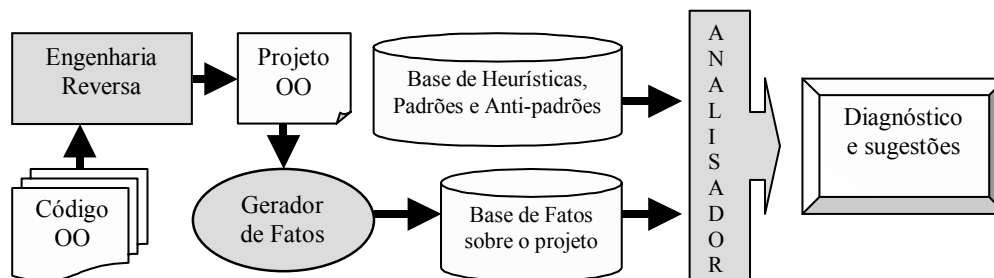 Engenharia
Reversa
Projeto
OO
Base de Heurísticas,
Padrões e Anti-padrões
A
N
A
L
I
S
A
D
O
R
Diagnóstico
e sugestões
Código
OO
Gerador
de Fatos
Base de Fatos
sobre o projeto